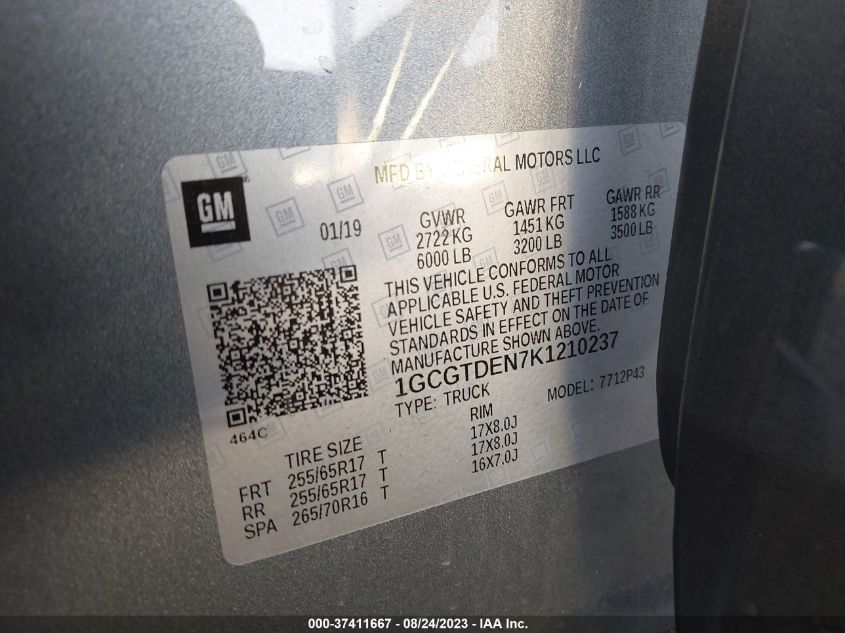 MFD BY GENERAL MOTORS LLC
GM
01/19
GVWR GAWR FRT GAWR RR
2722 KG 1451 KG 1588 KG
6000 LB 3200 LB 3500 LB
THIS VEHICLE CONFORMS TO ALL
APPLICABLE U.S. FEDERAL MOTOR
VEHICLE SAFETY AND THEFT PREVENTION
STANDARDS IN EFFECT ON THE DATE OF
MANUFACTURE SHOWN ABOVE.
1GCGTDEN7K1210237
TYPE: TRUCK MODEL: 7712P43
464C
TIRE SIZE RIM
FRT 255/65R17 T 17X8.0J
RR 255/65R17 T 17X8.0J
SPA 265/70R16 T 16X7.0J
000-37411667 - 08/24/2023 - IAA Inc.